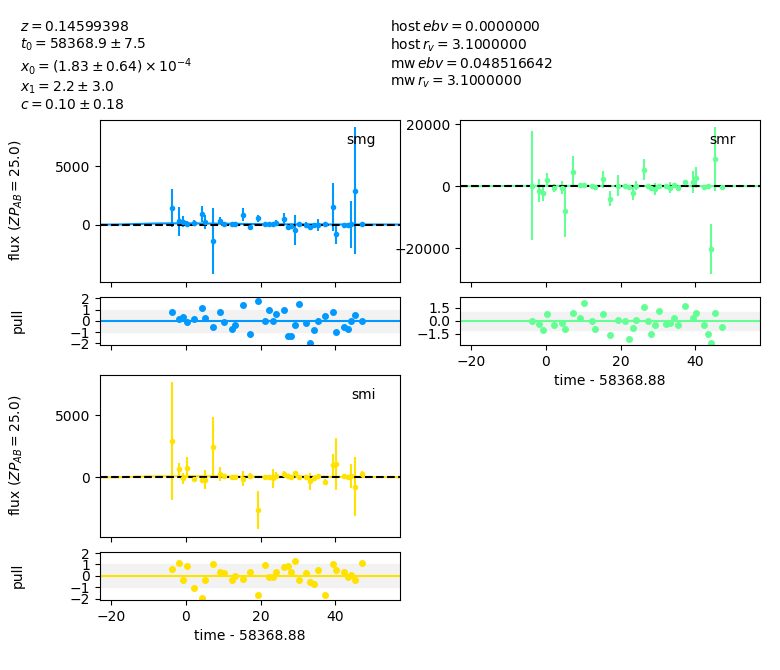 z = 0.14599398
t₀ = 58368.9 ± 7.5
x₀ = (1.83 ± 0.64) × 10⁻⁴
x₁ = 2.2 ± 3.0
c = 0.10 ± 0.18
host ebv = 0.0000000
host r_v = 3.1000000
mw ebv = 0.048516642
mw r_v = 3.1000000
smg
flux (ZP_AB = 25.0)
5000
0
pull
2
1
0
−1
−2
smr
20000
0
−20000
1.5
0.0
−1.5
−20
0
20
40
time - 58368.88
smi
flux (ZP_AB = 25.0)
5000
0
pull
2
1
0
−1
−2
−20
0
20
40
time - 58368.88